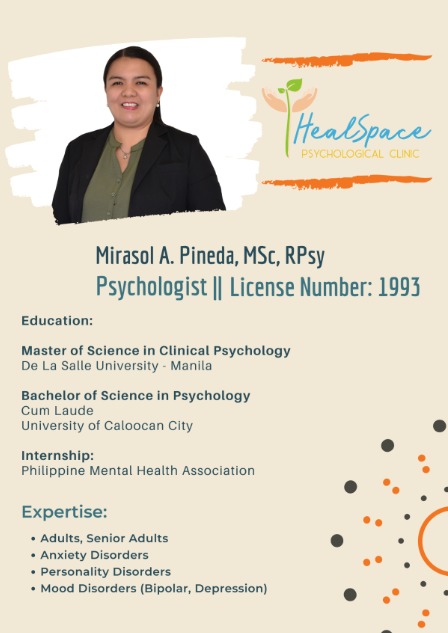 HealSpace
PSYCHOLOGICAL CLINIC
Mirasol A. Pineda, MSc, RPsy
Psychologist || License Number: 1993
Education:
Master of Science in Clinical Psychology
De La Salle University - Manila
Bachelor of Science in Psychology
Cum Laude
University of Caloocan City
Internship:
Philippine Mental Health Association
Expertise:
• Adults, Senior Adults
• Anxiety Disorders
• Personality Disorders
• Mood Disorders (Bipolar, Depression)